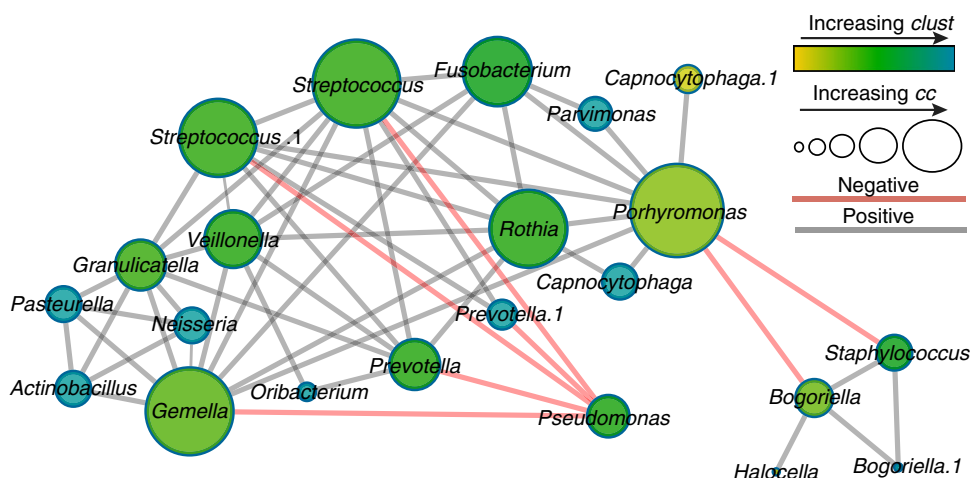 Increasing clust
Increasing cc
Negative
Positive
Streptococcus
Fusobacterium
Capnocytophaga.1
Parvimonas
Streptococcus .1
Porhyromonas
Rothia
Veillonella
Granulicatella
Capnocytophaga
Pasteurella
Neisseria
Prevotella.1
Staphylococcus
Prevotella
Actinobacillus
Oribacterium
Bogoriella
Gemella
Pseudomonas
Halocella
Bogoriella.1